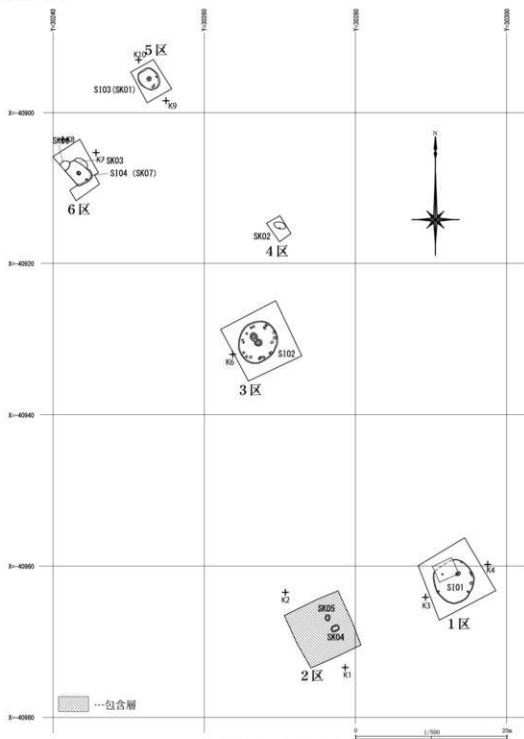 Y=30240
Y=30260
Y=30280
Y=30300
5区
K10
SI03(SK01)
K9
X=-40900
K8
K7
SK03
SI04 (SK07)
6区
N
SK02
4区
X=-40920
K6
SI02
3区
X=-40940
X=-40960
K4
SI01
K3
1区
K2
SK05
SK04
K1
2区
…包含層
X=-40980
0
1/500
20m